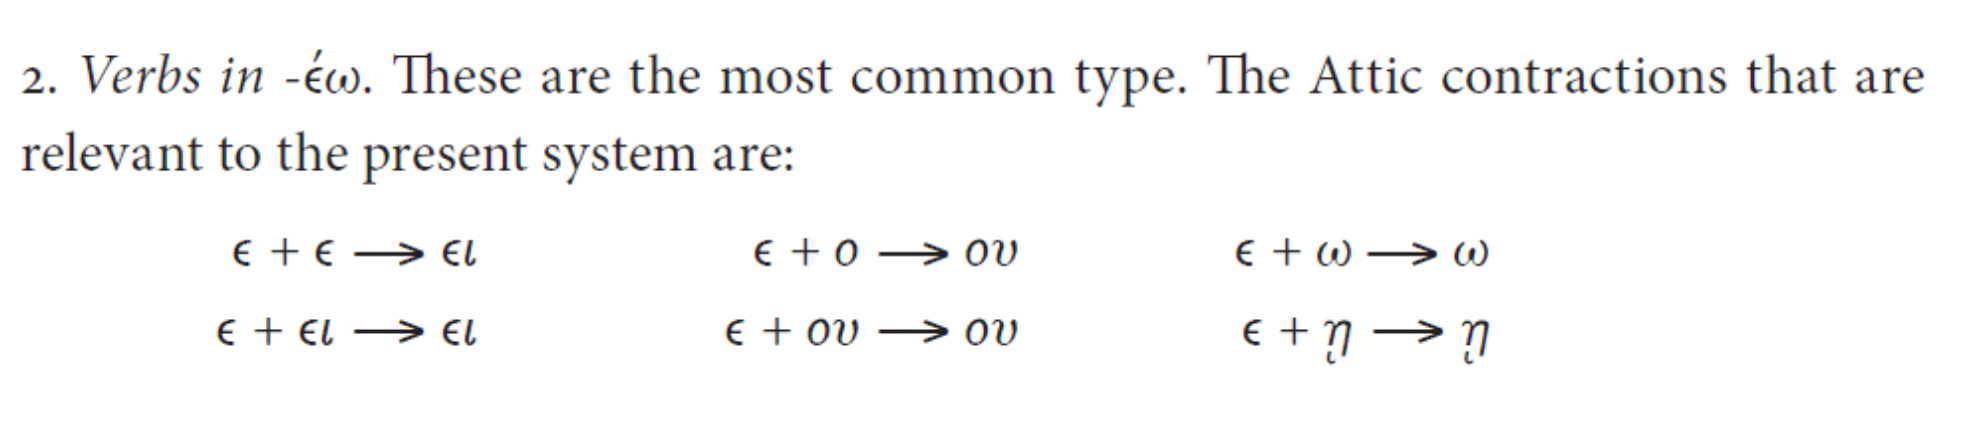 2. Verbs in -έω. These are the most common type. The Attic contractions that are
relevant to the present system are:
ϵ + ϵ ⟶ ϵι ϵ + ο ⟶ ου ϵ + ω ⟶ ω
ϵ + ϵι ⟶ ϵι ϵ + ου ⟶ ου ϵ + ῃ ⟶ ῃ